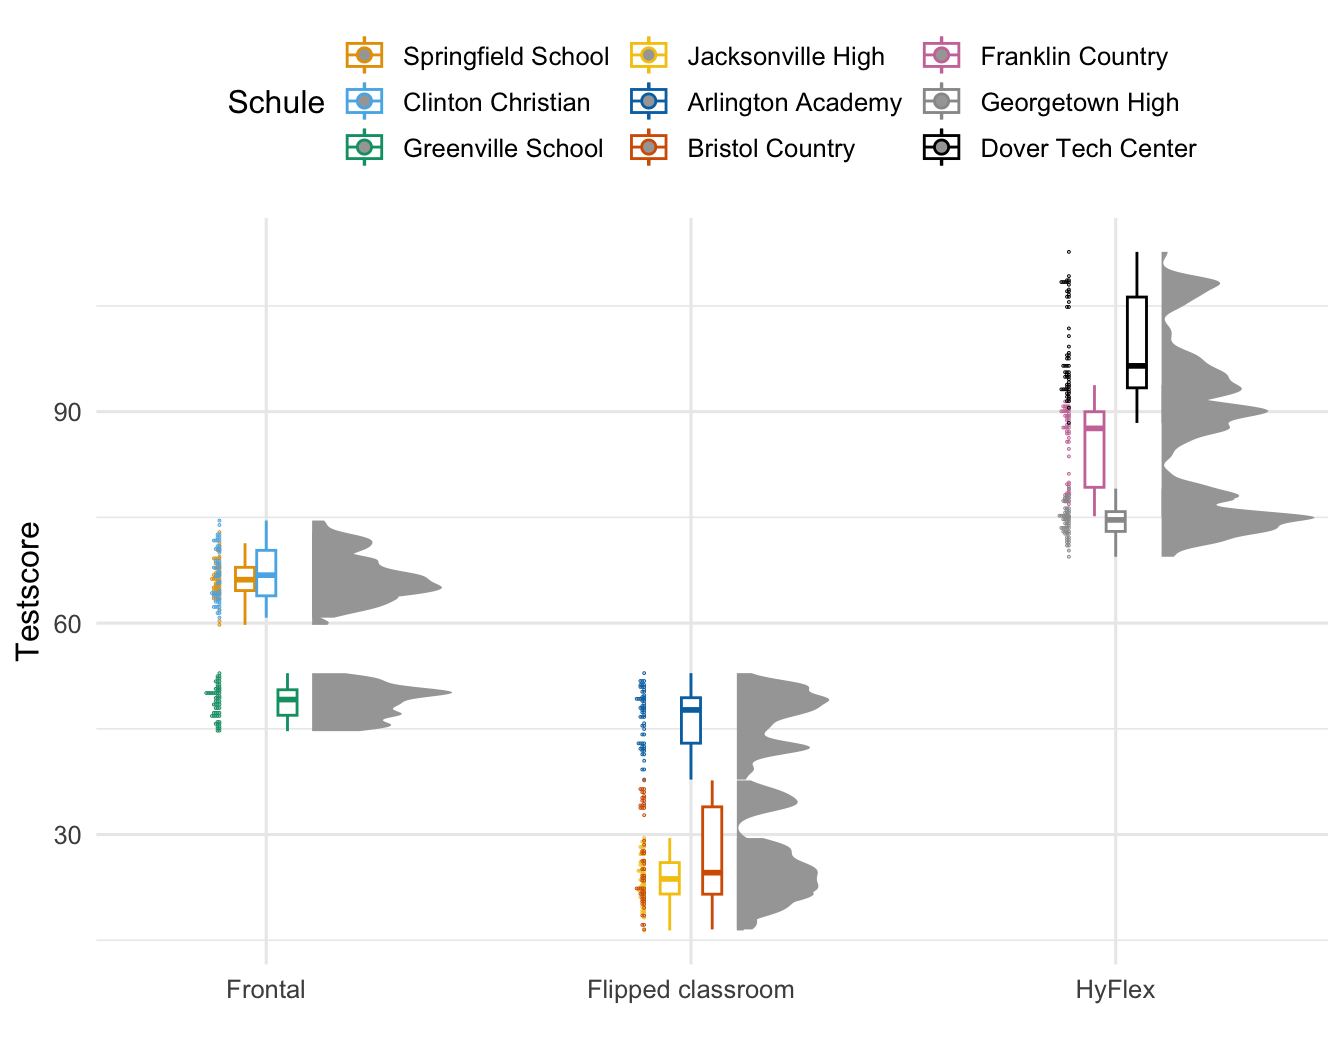 Schule
Springfield School
Jacksonville High
Franklin Country
Clinton Christian
Arlington Academy
Georgetown High
Greenville School
Bristol Country
Dover Tech Center
Testscore
90
60
30
Frontal
Flipped classroom
HyFlex